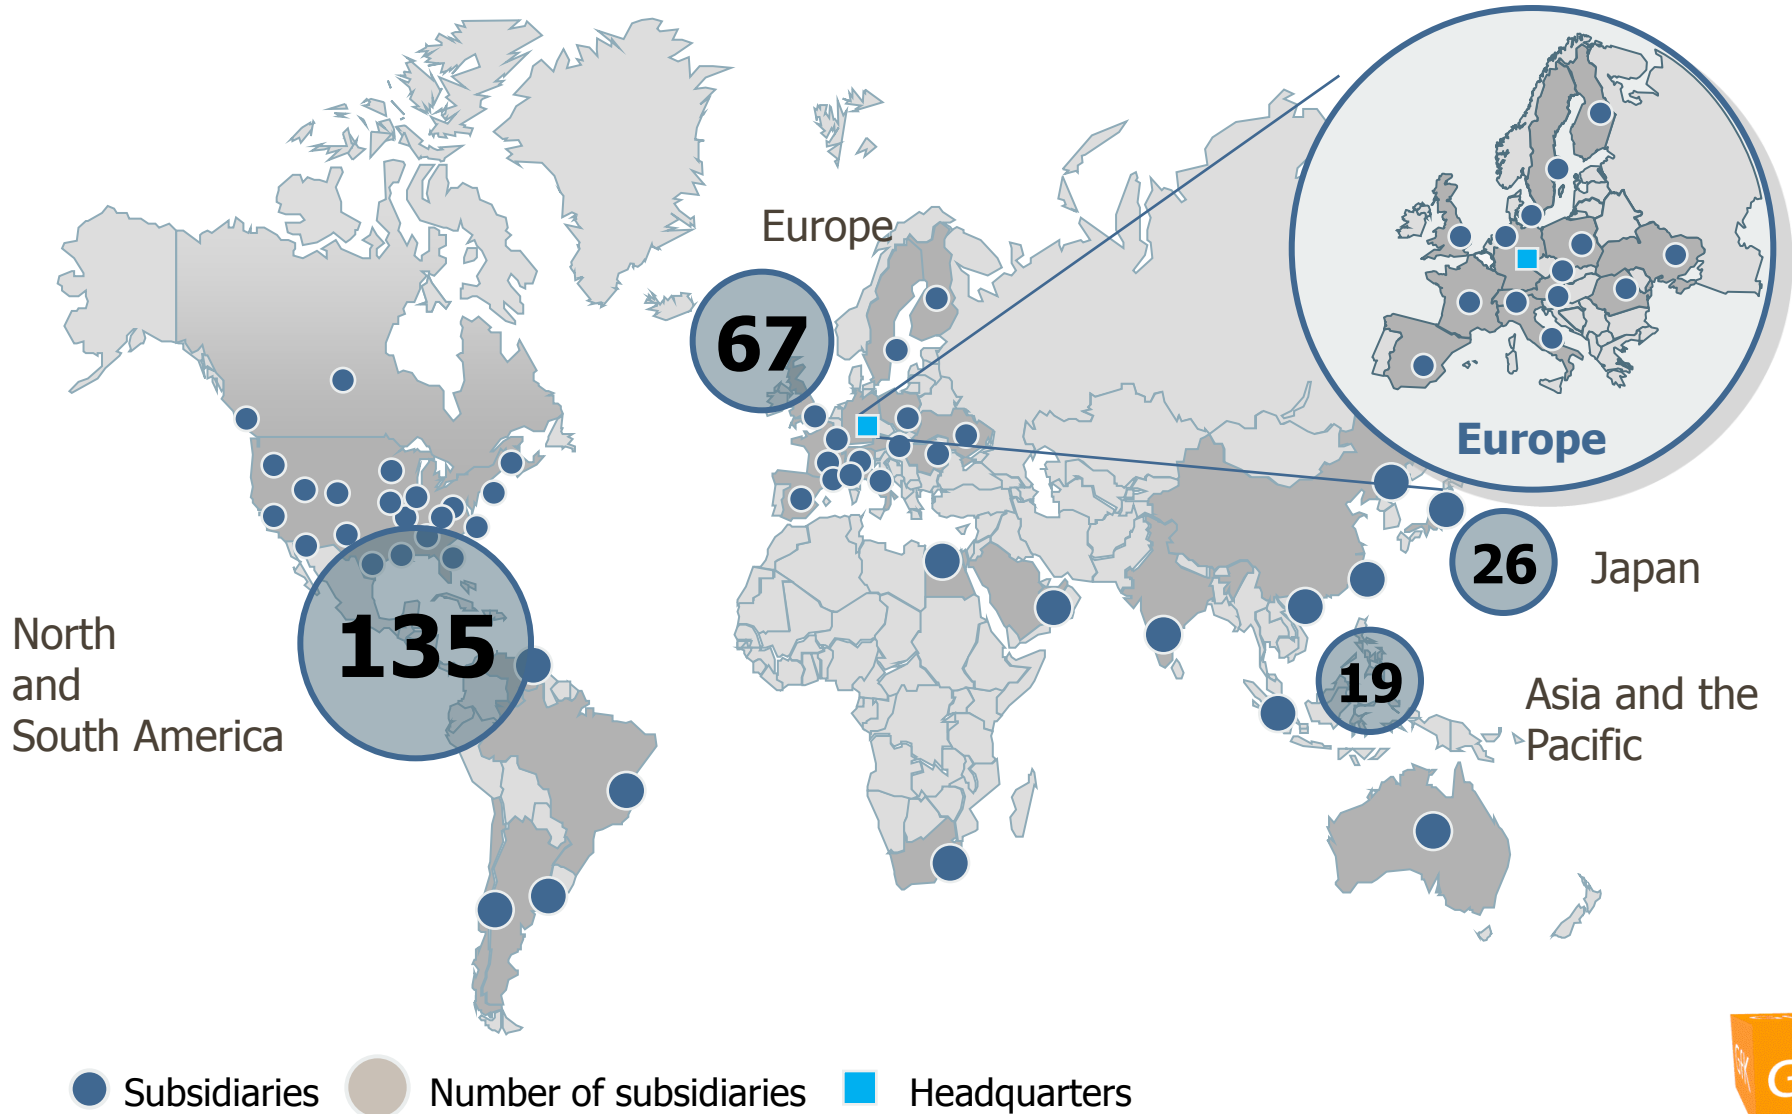 Europe
67
Europe
26
Japan
135
North
and
South America
19
Asia and the
Pacific
Subsidiaries
Number of subsidiaries
Headquarters